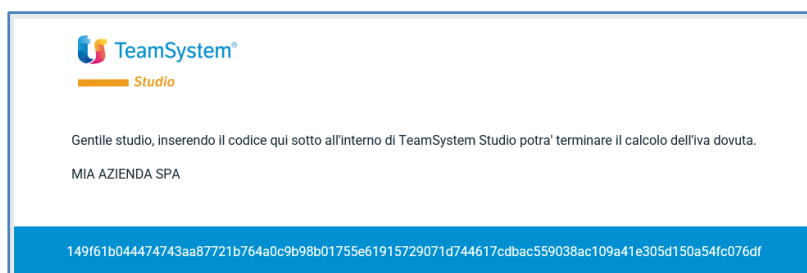 TeamSystem®
Studio
Gentile studio, inserendo il codice qui sotto all'interno di TeamSystem Studio potra' terminare il calcolo dell'iva dovuta.
MIA AZIENDA SPA
149f61b044474743aa87721b764a0c9b98b01755e61915729071d744617cdbac559038ac109a41e305d150a54fc076df